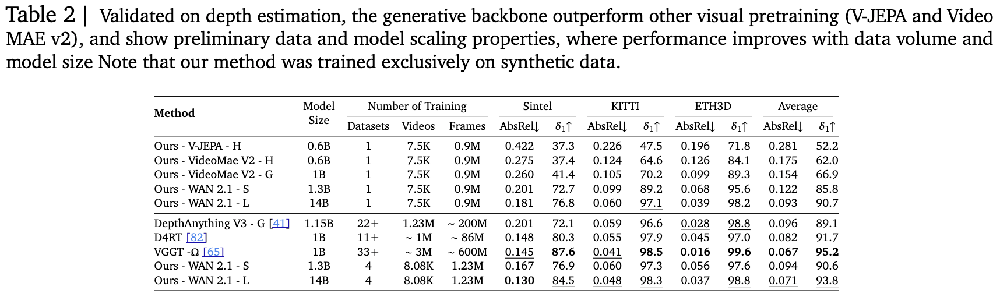 Table 2 | Validated on depth estimation, the generative backbone outperform other visual pretraining (V-JEPA and Video
MAE v2), and show preliminary data and model scaling properties, where performance improves with data volume and
model size Note that our method was trained exclusively on synthetic data.
Method Model Size Number of Training Sintel KITTI ETH3D Average
Datasets Videos Frames AbsRel↓ δ1↑ AbsRel↓ δ1↑ AbsRel↓ δ1↑ AbsRel↓ δ1↑
Ours - V-JEPA - H 0.6B 1 7.5K 0.9M 0.422 37.3 0.226 47.5 0.196 71.8 0.281 52.2
Ours - VideoMae V2 - H 0.6B 1 7.5K 0.9M 0.275 37.4 0.124 64.6 0.126 84.1 0.175 62.0
Ours - VideoMae V2 - G 1B 1 7.5K 0.9M 0.260 41.4 0.105 70.2 0.099 89.3 0.154 66.9
Ours - WAN 2.1 - S 1.3B 1 7.5K 0.9M 0.201 72.7 0.099 89.2 0.068 95.6 0.122 85.8
Ours - WAN 2.1 - L 14B 1 7.5K 0.9M 0.181 76.8 0.060 97.1 0.039 98.2 0.093 90.7
DepthAnything V3 - G [41] 1.15B 22+ 1.23M ~ 200M 0.201 72.1 0.059 96.6 0.028 98.8 0.096 89.1
D4RT [82] 1B 11+ ~ 1M ~ 86M 0.148 80.3 0.055 97.9 0.045 97.0 0.082 91.7
VGGT -Ω [65] 1B 33+ ~ 3M ~ 600M 0.145 87.6 0.041 98.5 0.016 99.6 0.067 95.2
Ours - WAN 2.1 - S 1.3B 4 8.08K 1.23M 0.167 76.9 0.060 97.3 0.056 97.6 0.094 90.6
Ours - WAN 2.1 - L 14B 4 8.08K 1.23M 0.130 84.5 0.048 98.3 0.037 98.8 0.071 93.8